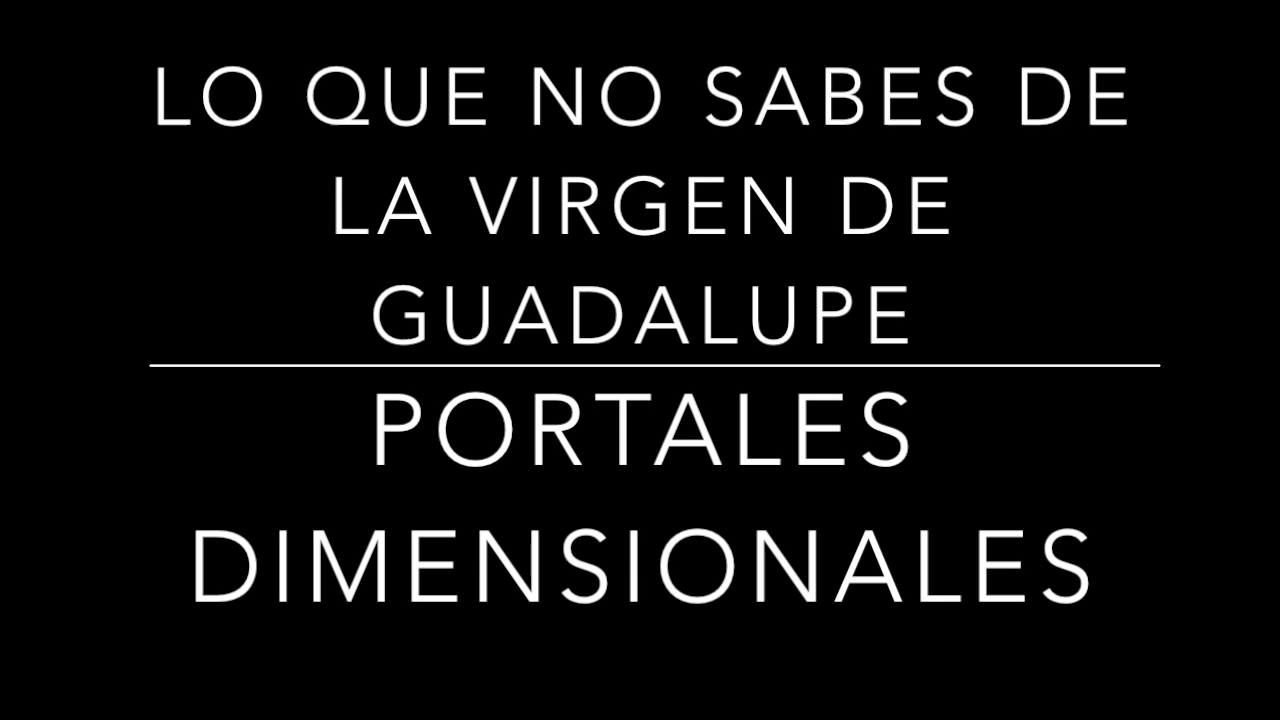 LO QUE NO SABES DE
LA VIRGEN DE
GUADALUPE
PORTALES
DIMENSIONALES